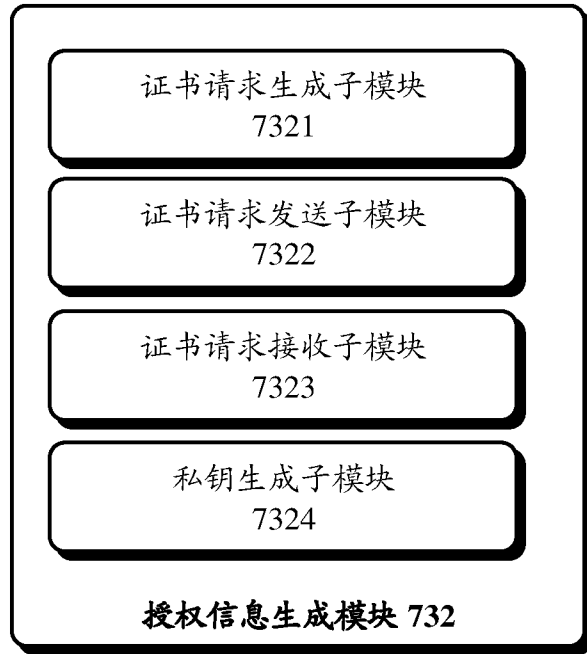 证书请求生成子模块
7321
证书请求发送子模块
7322
证书请求接收子模块
7323
私钥生成子模块
7324
授权信息生成模块 732